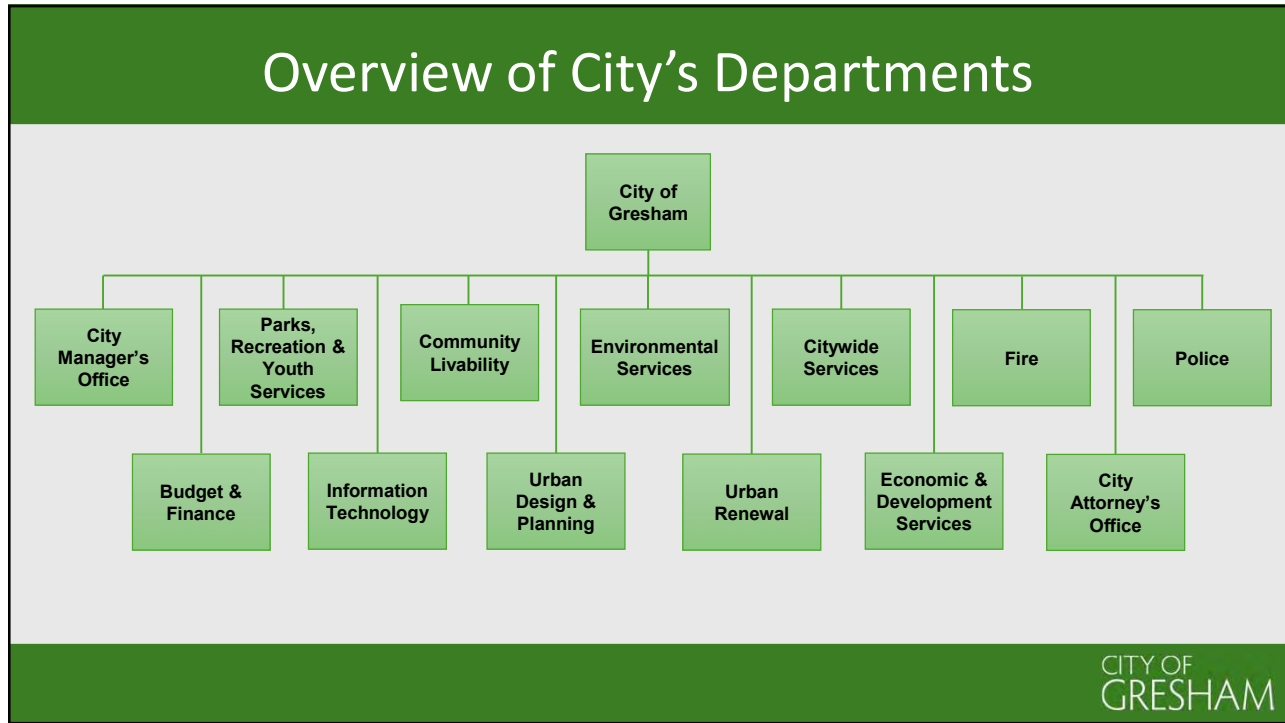 Overview of City’s Departments
City of
Gresham
City
Manager’s
Office
Parks,
Recreation &
Youth
Services
Community
Livability
Environmental
Services
Citywide
Services
Fire
Police
Budget &
Finance
Information
Technology
Urban
Design &
Planning
Urban
Renewal
Economic &
Development
Services
City
Attorney’s
Office
CITY OF
GRESHAM